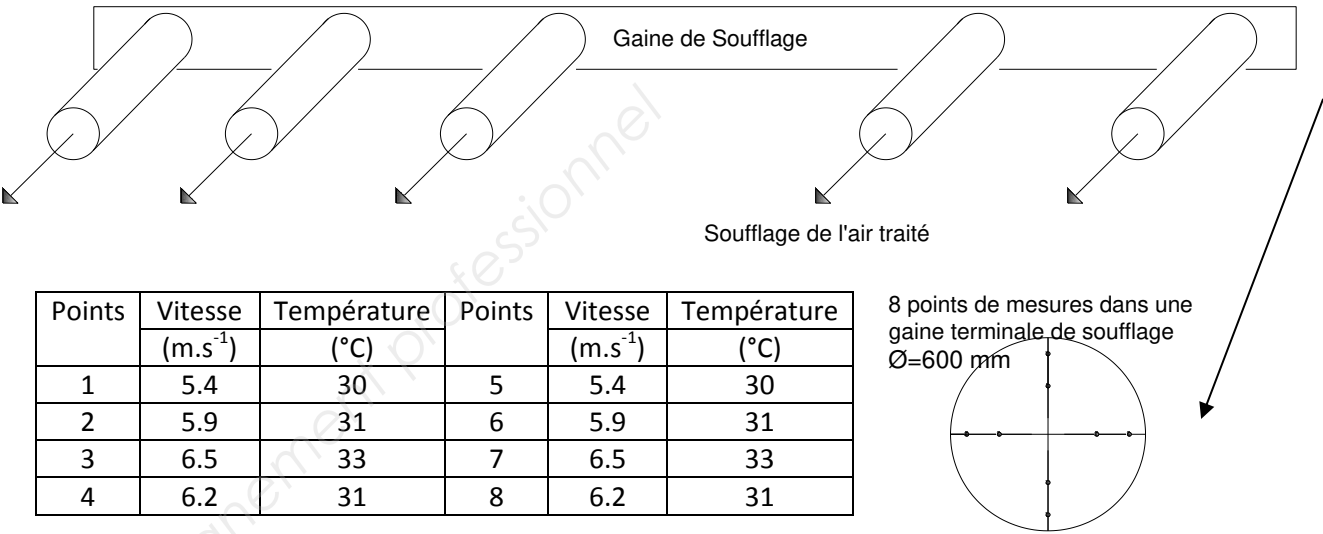 Gaine de Soufflage
Soufflage de l'air traité
Points Vitesse Température Points Vitesse Température
(m.s-1) (°C) (m.s-1) (°C)
1 5.4 30 5 5.4 30
2 5.9 31 6 5.9 31
3 6.5 33 7 6.5 33
4 6.2 31 8 6.2 31
8 points de mesures dans une
gaine terminale de soufflage
Ø=600 mm
professionnel